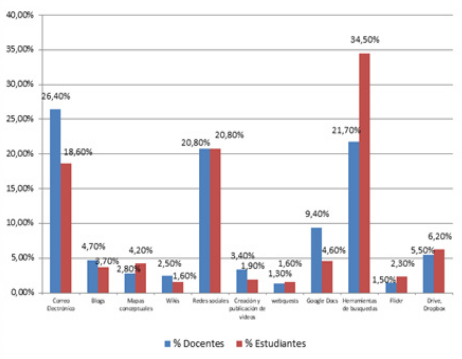 40,00%
35,00%
30,00%
25,00%
20,00%
15,00%
10,00%
5,00%
0,00%
26,40%
18,60%
4,70%
3,70%
2,80%
4,20%
2,50%
1,60%
20,80%
20,80%
3,40%
1,90%
1,30%
1,60%
9,40%
4,60%
21,70%
34,50%
1,50%
2,30%
5,50%
6,20%
Correo
Electrónico
Blogs
Mapas
conceptuales
Wikis
Redes sociales
Creación y
publicación de
videos
webquests
Google Docs
Herramientas
de busquedas
Flickr
Drive,
Dropbox
% Docentes
% Estudiantes